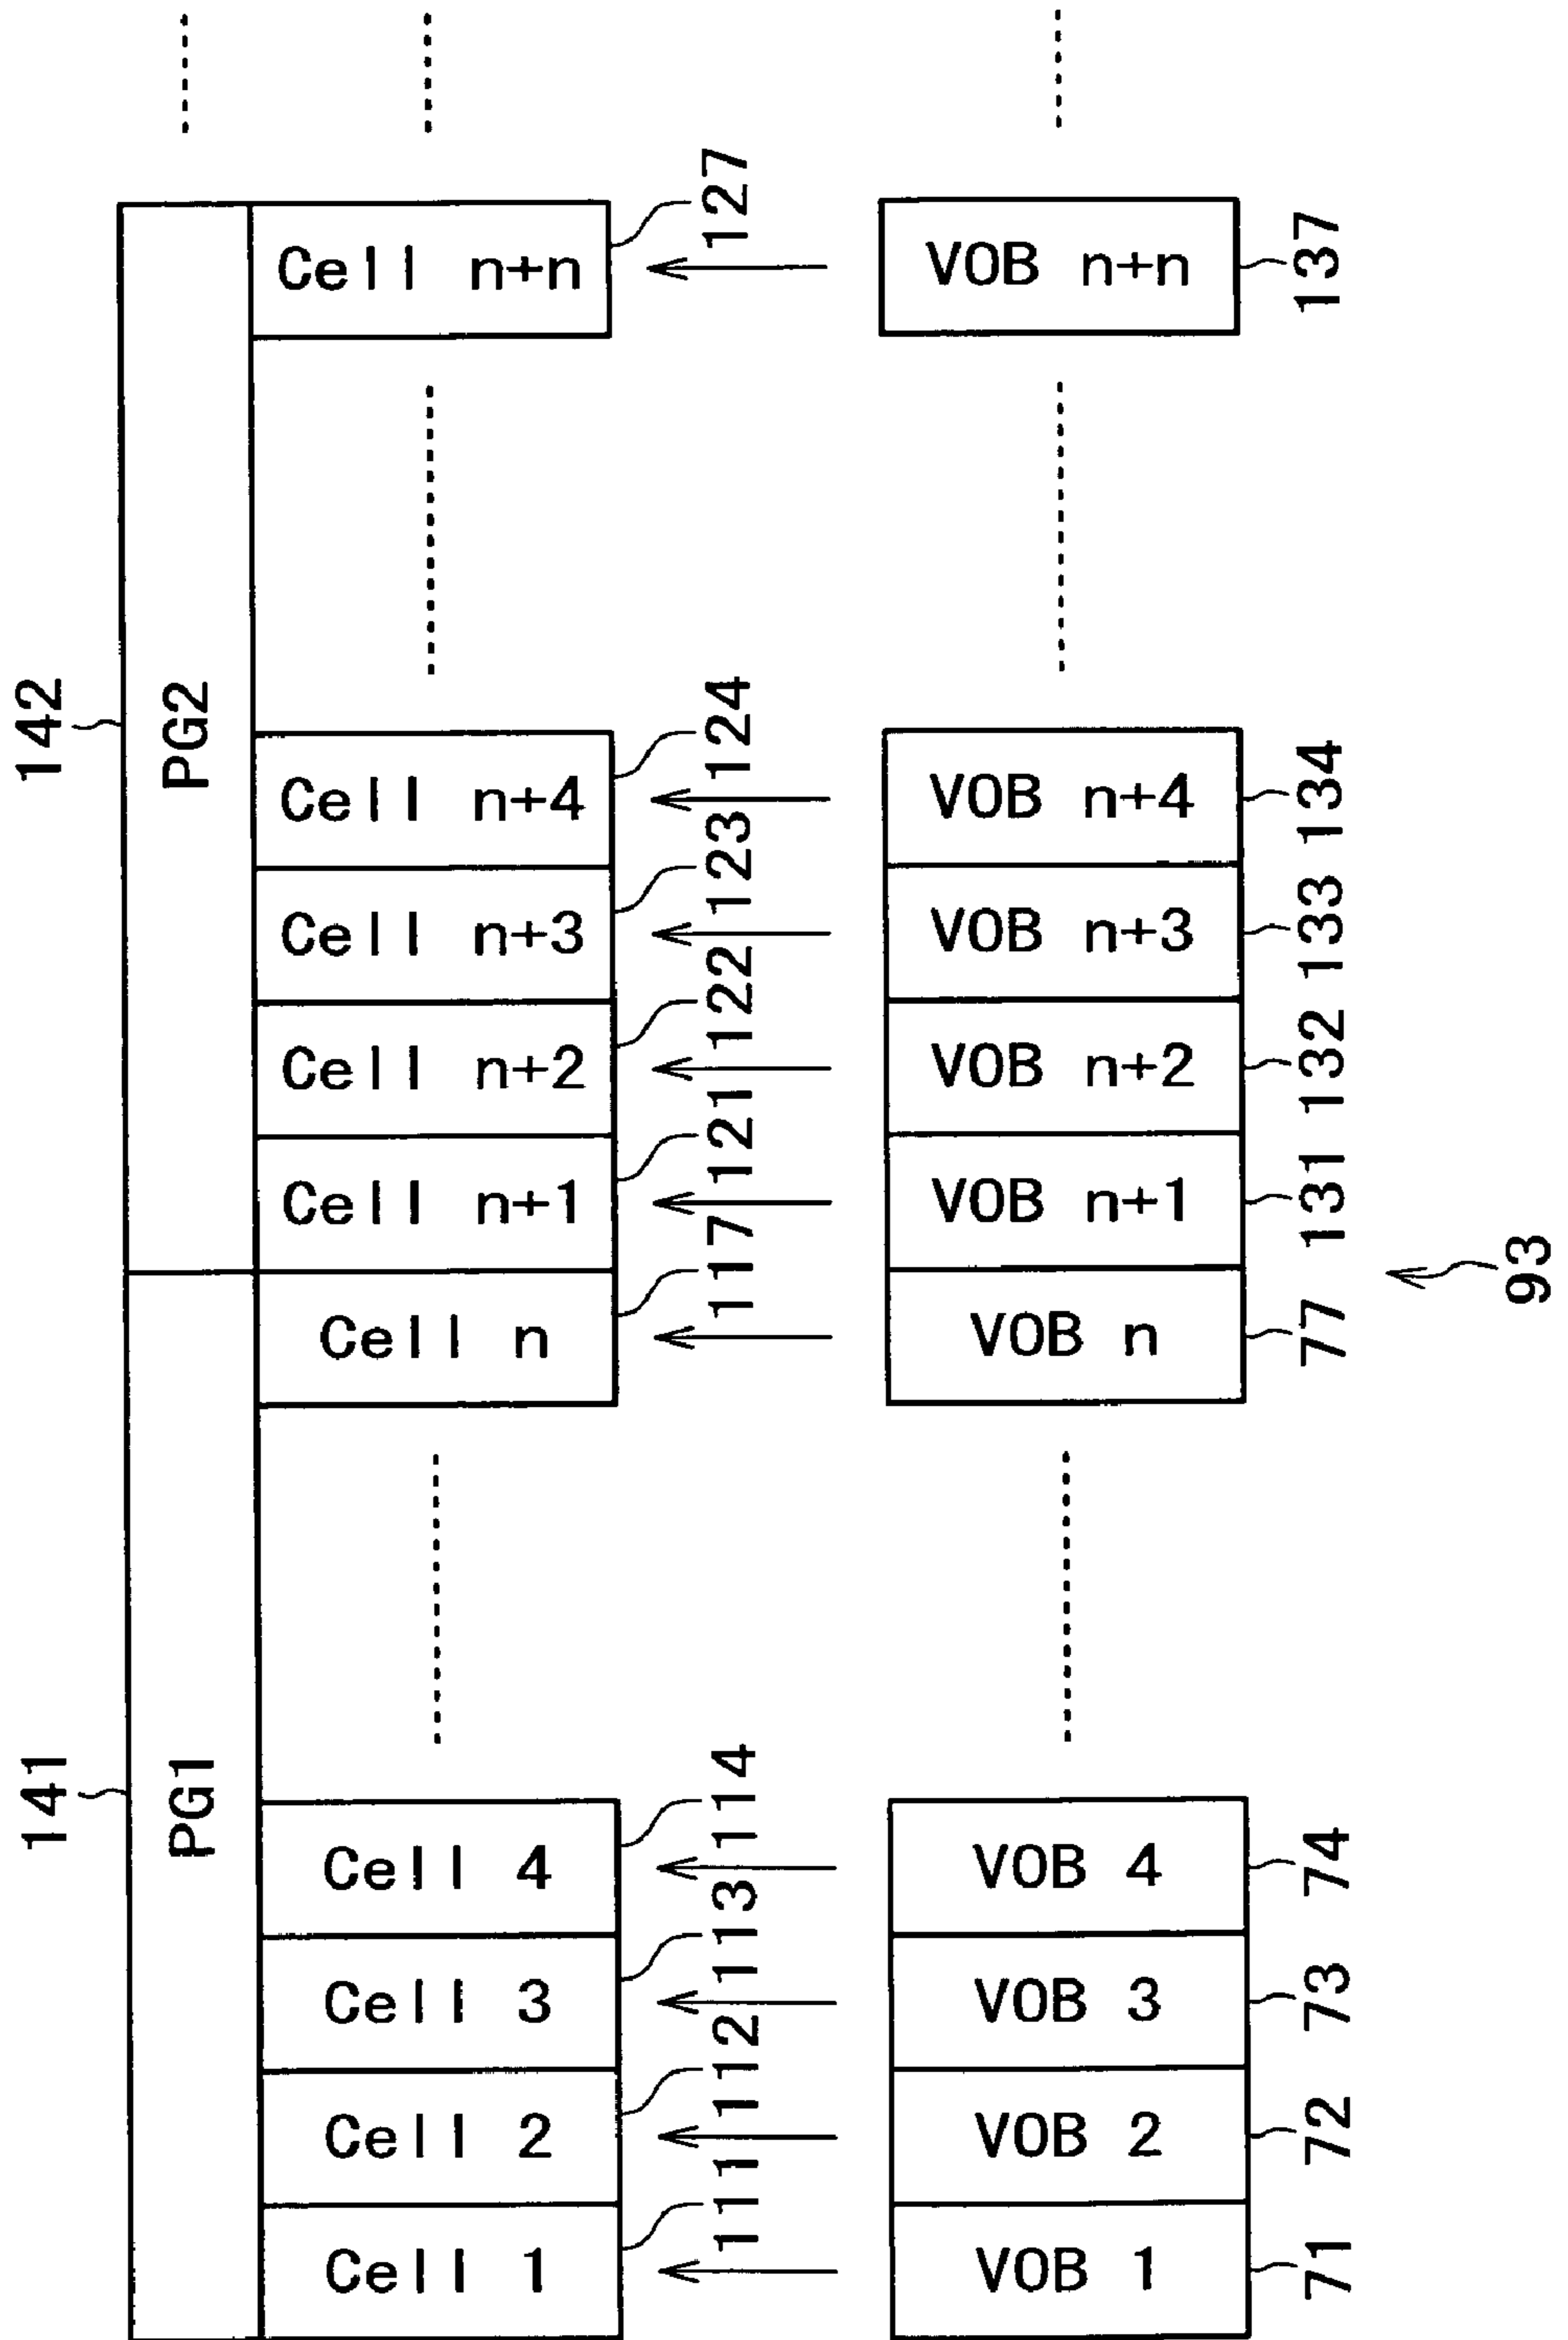 Cell n+n
127
VOB n+n
137
142
PG2
Cell n+4
124
VOB n+4
134
Cell n+3
123
VOB n+3
133
Cell n+2
122
VOB n+2
132
Cell n+1
121
VOB n+1
131
Cell n
117
VOB n
77
93
141
PG1
Cell 4
114
VOB 4
74
Cell 3
113
VOB 3
73
Cell 2
112
VOB 2
72
Cell 1
111
VOB 1
71